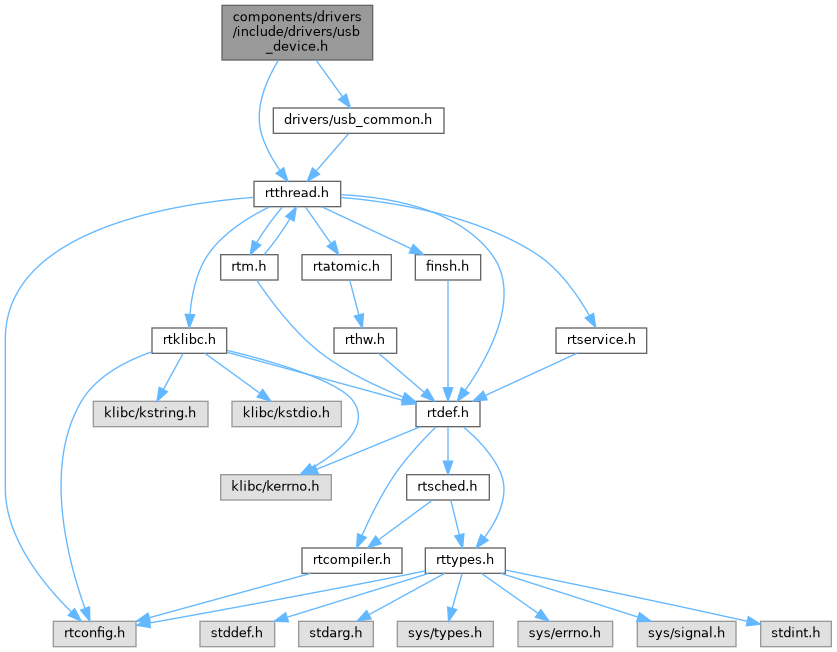 components/drivers
/include/drivers/usb
_device.h
drivers/usb_common.h
rtthread.h
rtm.h
rtatomic.h
finsh.h
rtklibc.h
rthw.h
rtservice.h
klibc/kstring.h
klibc/kstdio.h
rtdef.h
klibc/kerrno.h
rtsched.h
rtcompiler.h
rttypes.h
rtconfig.h
stddef.h
stdarg.h
sys/types.h
sys/errno.h
sys/signal.h
stdint.h